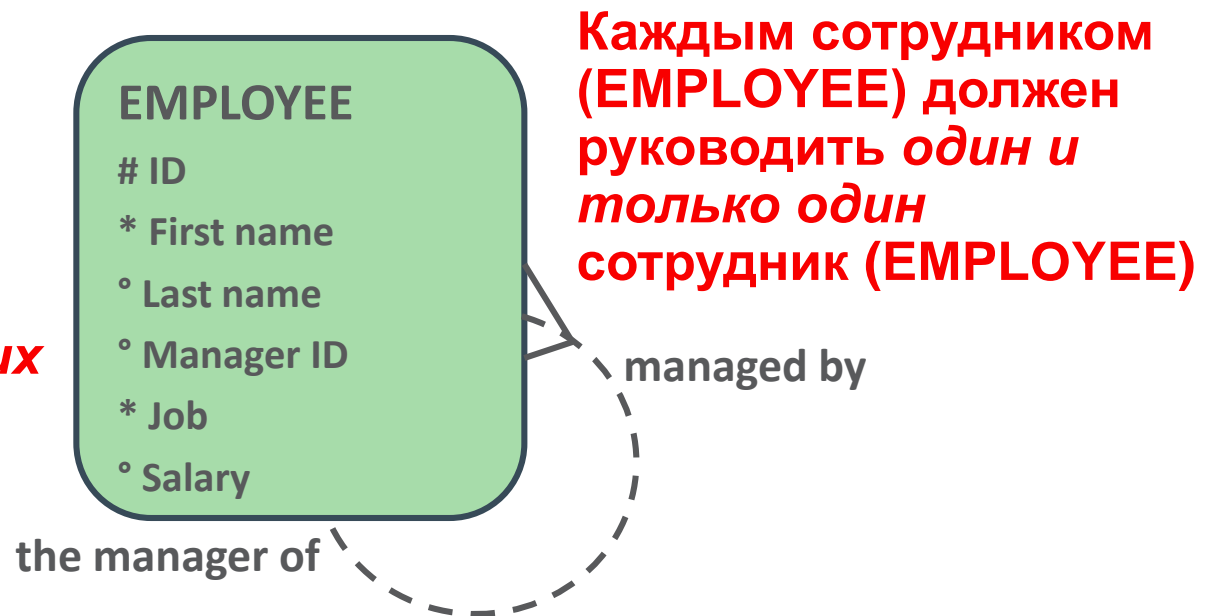 Каждым сотрудником
(EMPLOYEE) должен
руководить один и
только один
сотрудник (EMPLOYEE)
EMPLOYEE
# ID
* First name
° Last name
° Manager ID
* Job
° Salary
managed by
the manager of